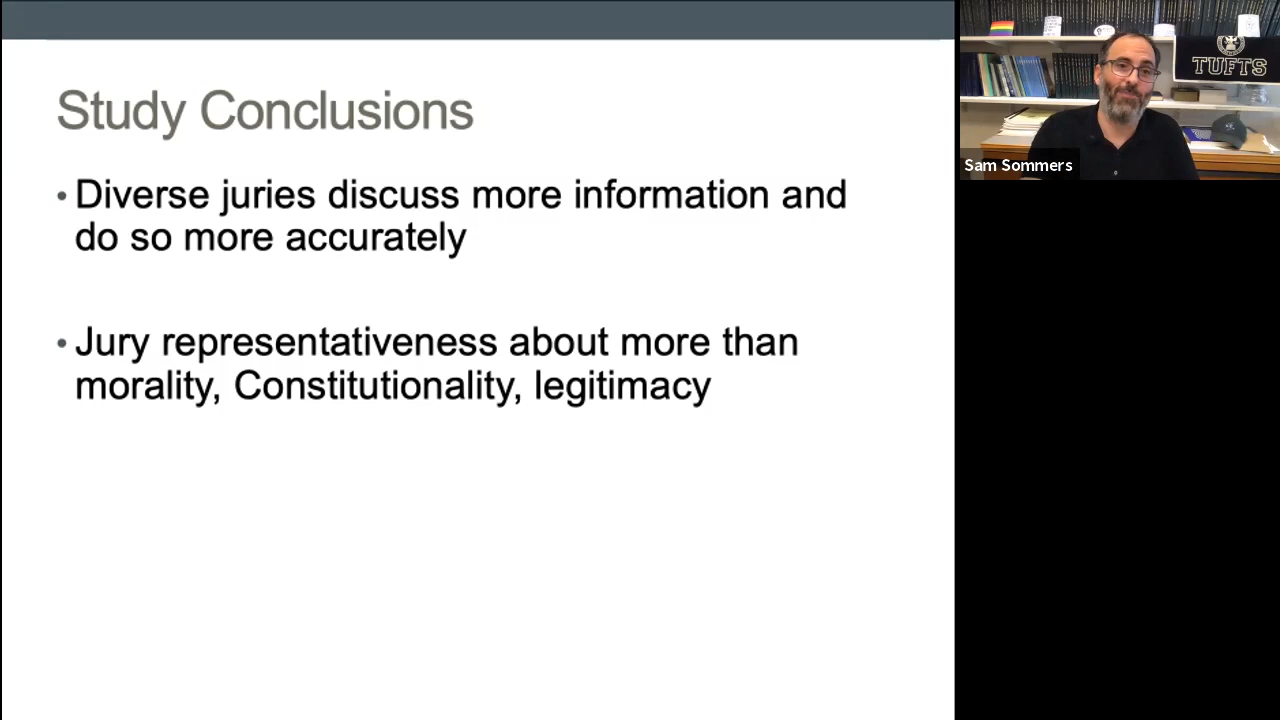 Study Conclusions
• Diverse juries discuss more information and
do so more accurately
• Jury representativeness about more than
morality, Constitutionality, legitimacy
TUFTS
Sam Sommers